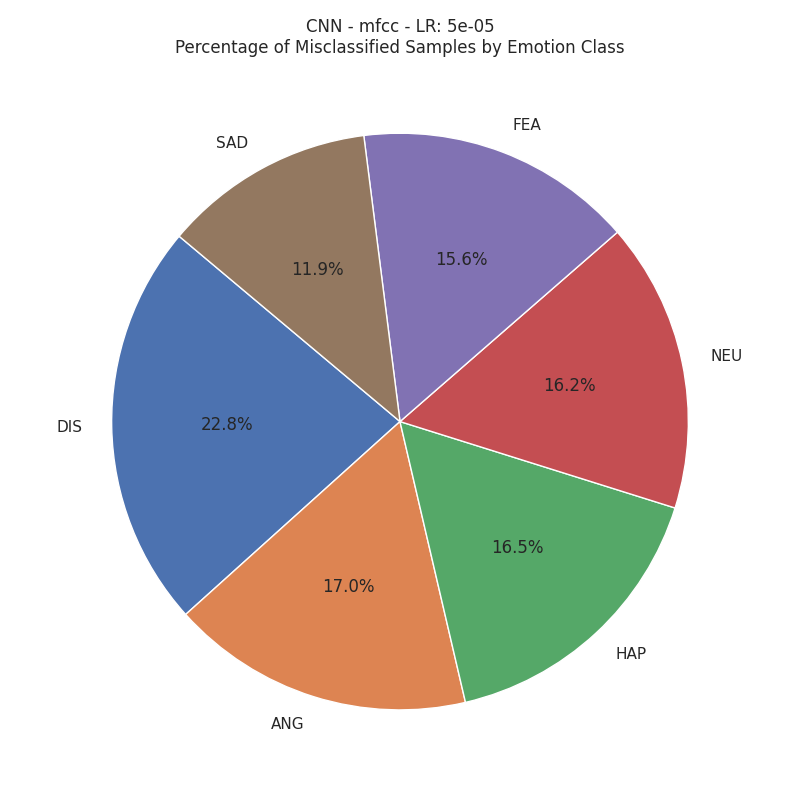 CNN - mfcc - LR: 5e-05
Percentage of Misclassified Samples by Emotion Class
FEA
SAD
15.6%
11.9%
NEU
16.2%
DIS
22.8%
16.5%
17.0%
HAP
ANG